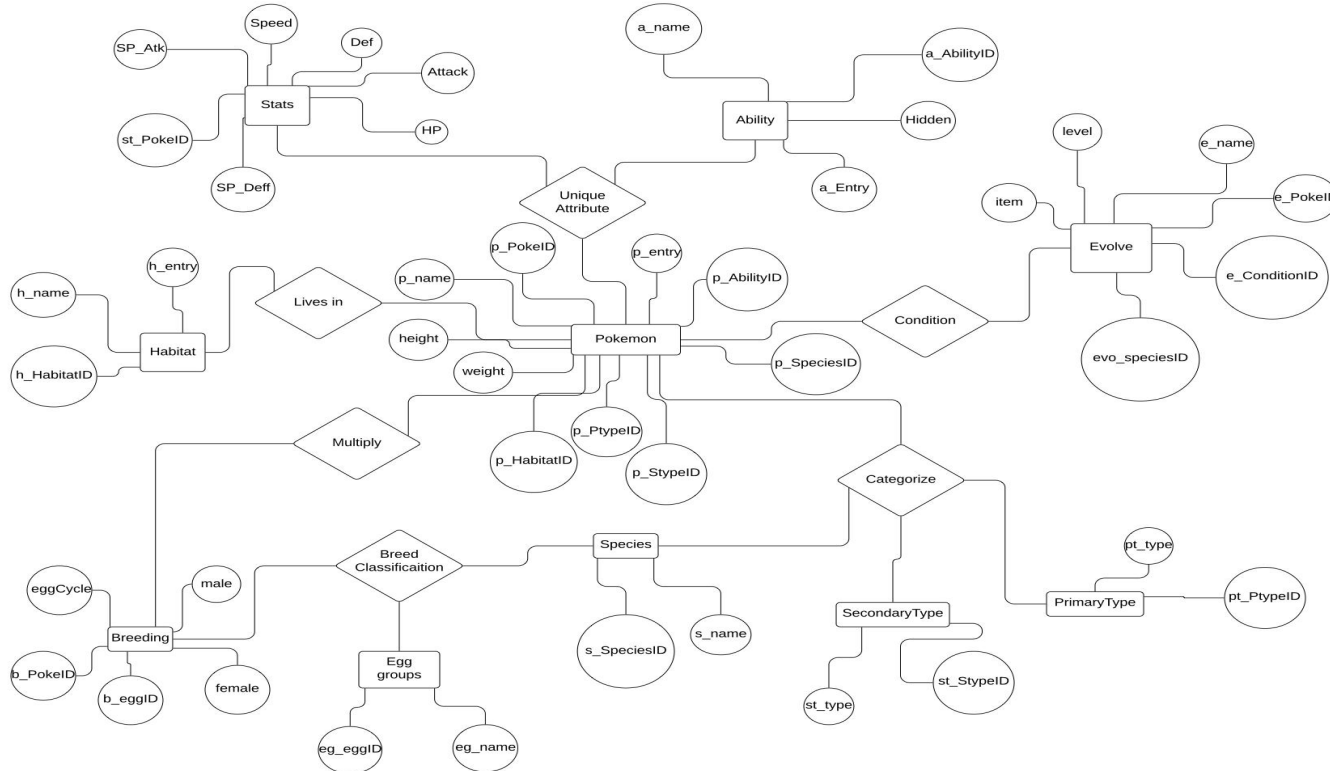 Speed
a_name
SP_Atk
Def
a_AbilityID
Attack
Stats
Ability
Hidden
HP
level
st_PokeID
e_name
SP_Deff
a_Entry
Unique
Attribute
item
e_PokeID
Evolve
p_PokeID
p_entry
h_entry
p_name
p_AbilityID
e_ConditionID
h_name
Lives in
Condition
height
Pokemon
Habitat
p_SpeciesID
evo_speciesID
h_HabitatID
weight
p_PtypeID
Multiply
p_HabitatID
p_StypeID
Categorize
Species
pt_type
Breed
Classificaition
eggCycle
male
pt_PtypeID
PrimaryType
SecondaryType
Breeding
s_name
s_SpeciesID
Egg
groups
b_PokeID
female
b_eggID
st_StypeID
st_type
eg_name
eg_eggID